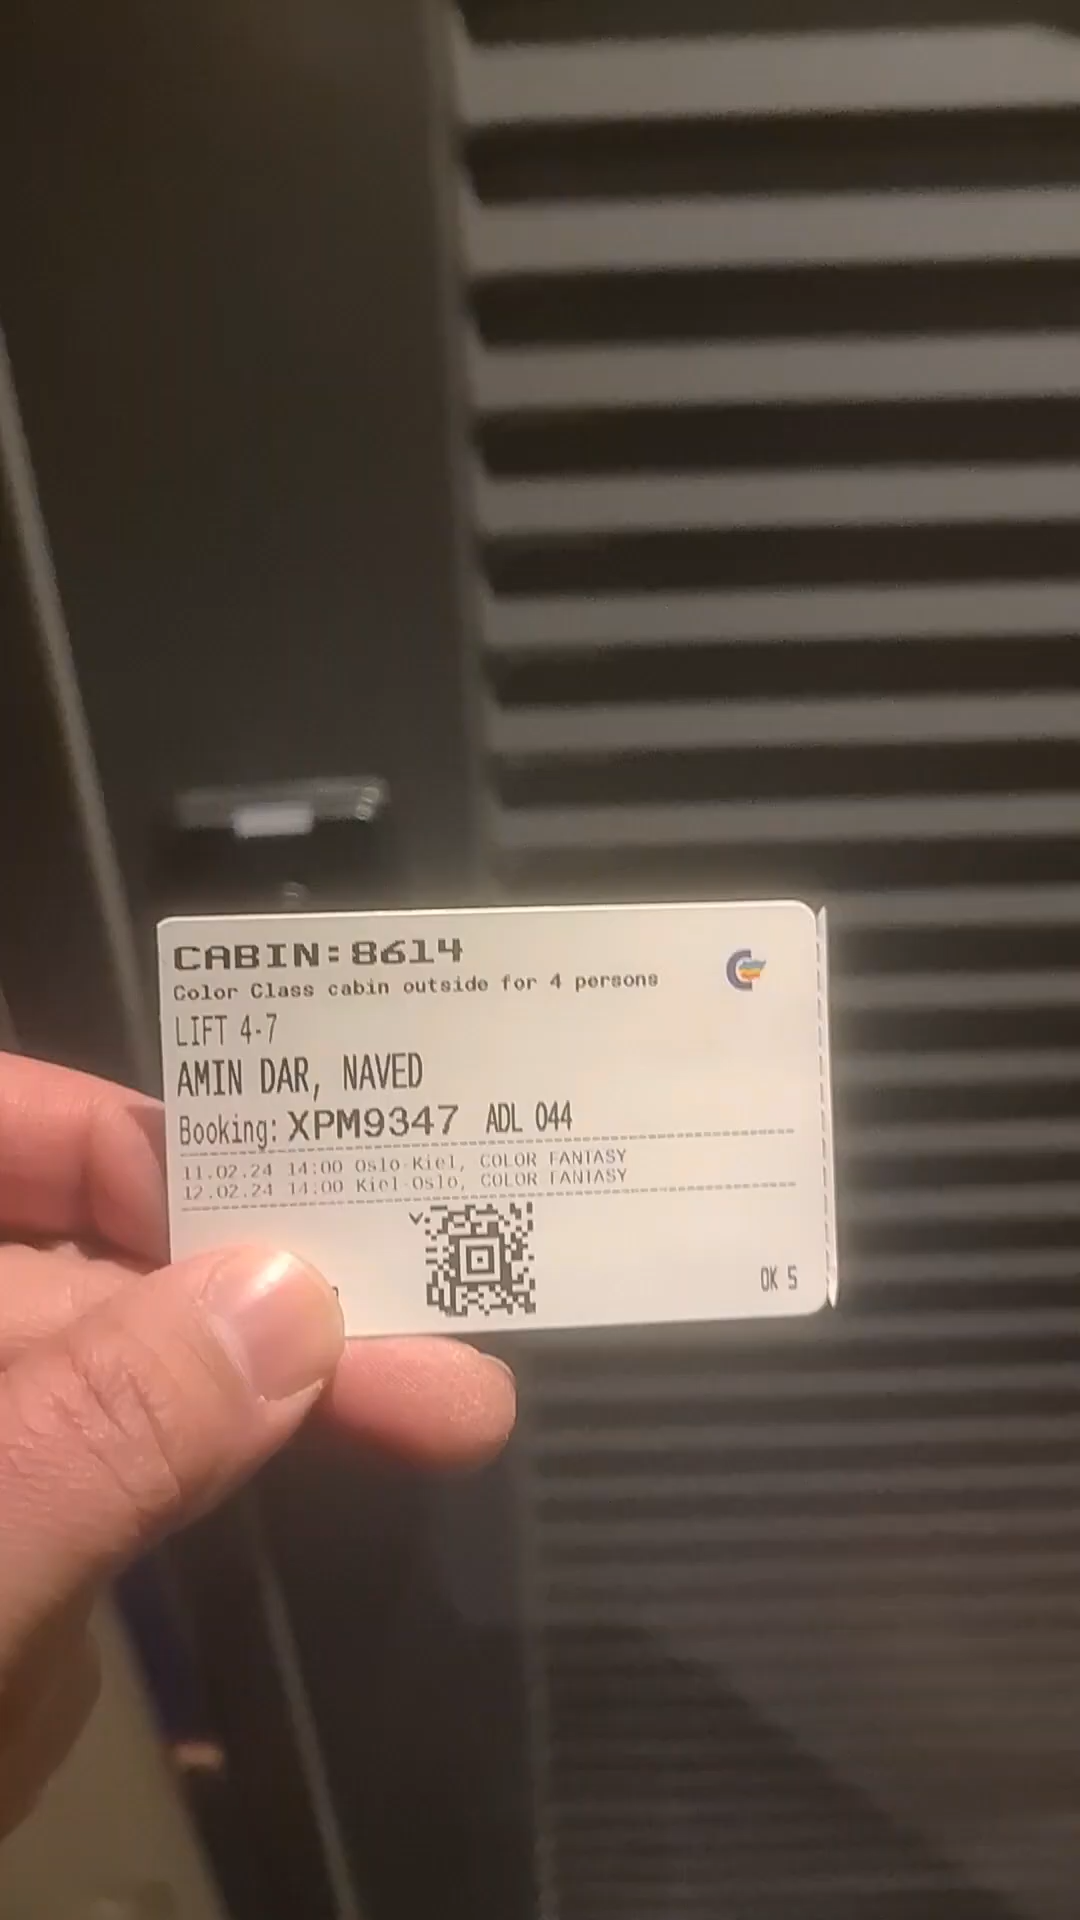 CABIN:8614
Color Class cabin outside for 4 persons
LIFT 4-7
AMIN DAR, NAVED
Booking: XPM9347 ADL 044
11.02.24 14:00 Oslo-Kiel, COLOR FANTASY
12.02.24 14:00 Kiel-Oslo, COLOR FANTASY
OK 5